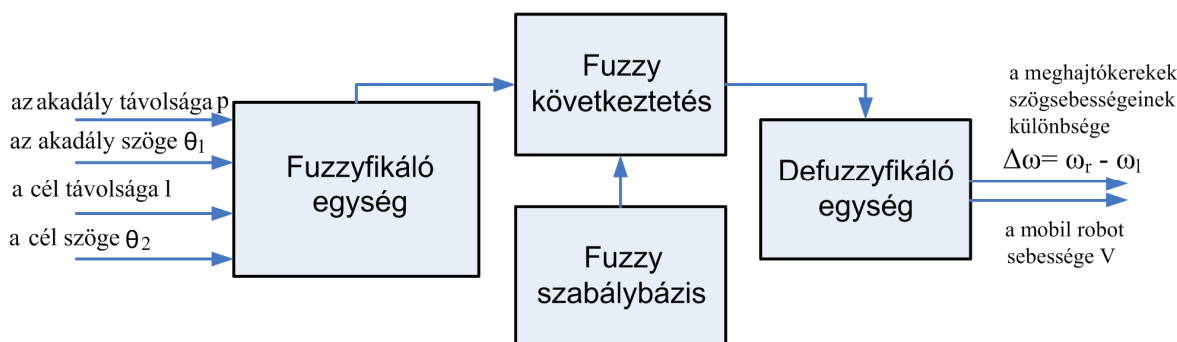 az akadály távolsága p
az akadály szöge θ1
a cél távolsága l
a cél szöge θ2
Fuzzyfikáló
egység
Fuzzy
következtetés
Fuzzy
szabálybázis
Defuzzyfikáló
egység
a meghajtókerekek
szögsebességeinek
különbsége
Δω= ωr - ωl
a mobil robot
sebessége V